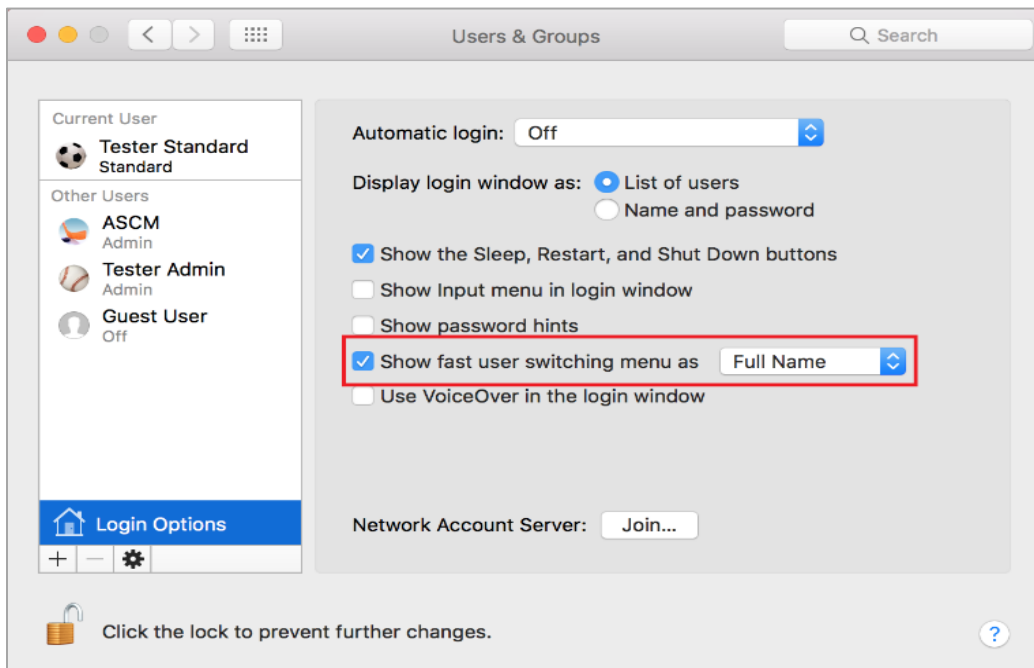 Users & Groups
Search
Current User
Tester Standard
Standard
Other Users
ASCM
Admin
Tester Admin
Admin
Guest User
Off
Login Options
Automatic login: Off
Display login window as: List of users
Name and password
Show the Sleep, Restart, and Shut Down buttons
Show Input menu in login window
Show password hints
Show fast user switching menu as Full Name
Use VoiceOver in the login window
Network Account Server: Join...
Click the lock to prevent further changes.
?